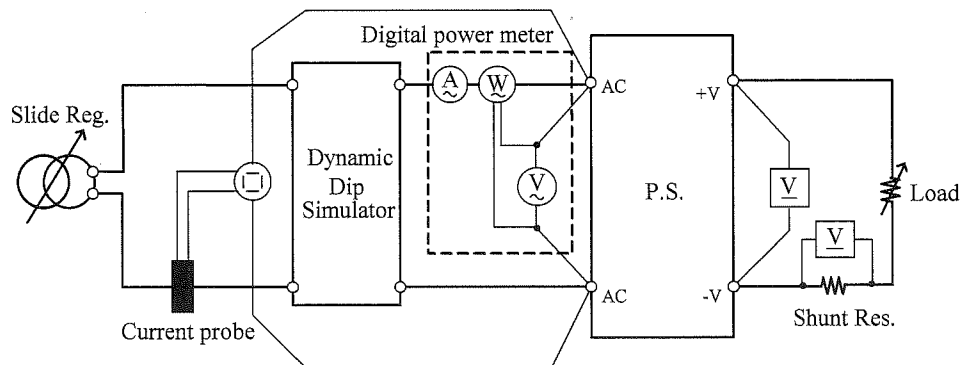 Digital power meter
A
W
AC
+V
Slide Reg.
Dynamic
Dip
Simulator
V
P.S.
V
Load
V
AC
-V
Current probe
Shunt Res.